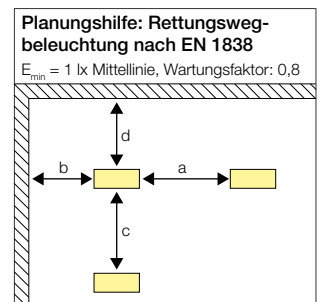 Planungshilfe: Rettungsweg-
beleuchtung nach EN 1838
Emin = 1 lx Mittellinie, Wartungsfaktor: 0,8
d
b
a
c